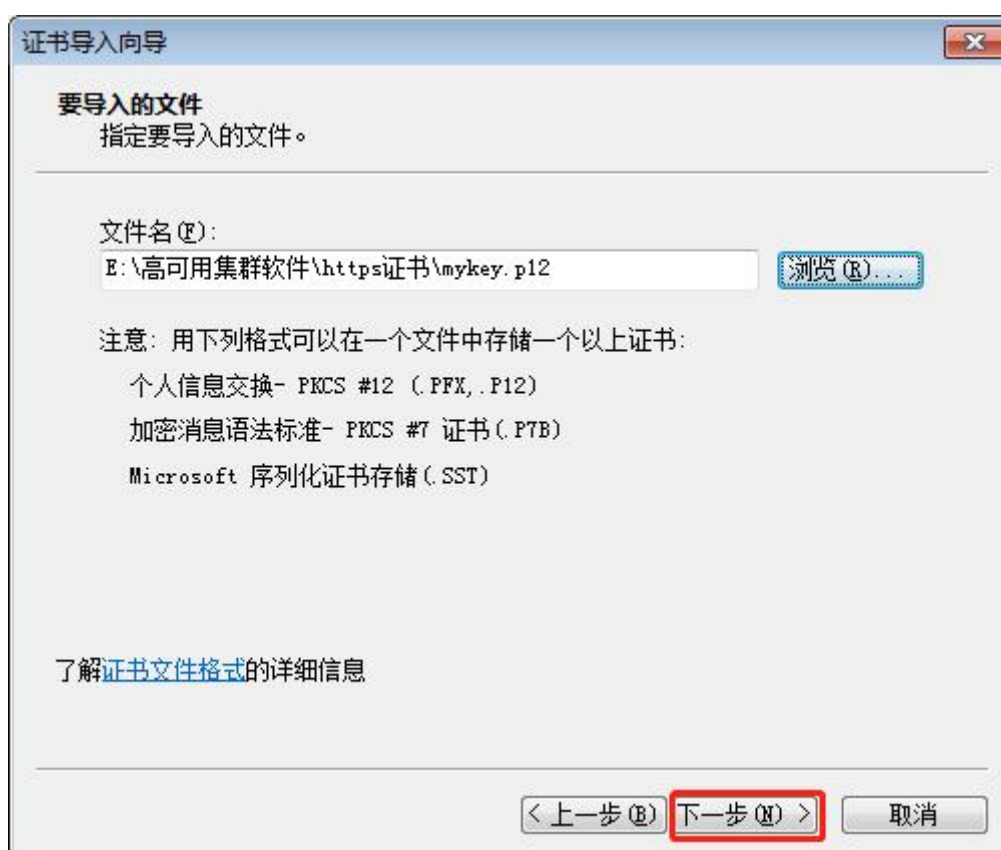 证书导入向导
要导入的文件
指定要导入的文件。
文件名(F):
E:\高可用集群软件\https证书\mykey.p12
浏览(R)...
注意: 用下列格式可以在一个文件中存储一个以上证书:
个人信息交换- PKCS #12 (.PFX,.P12)
加密消息语法标准- PKCS #7 证书(.P7B)
Microsoft 序列化证书存储(.SST)
了解证书文件格式的详细信息
< 上一步(B) 下一步(N) > 取消